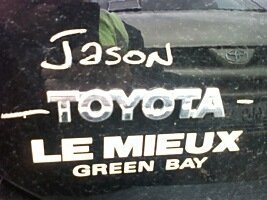 Jason
- TOYOTA -
LE MIEUX
GREEN BAY